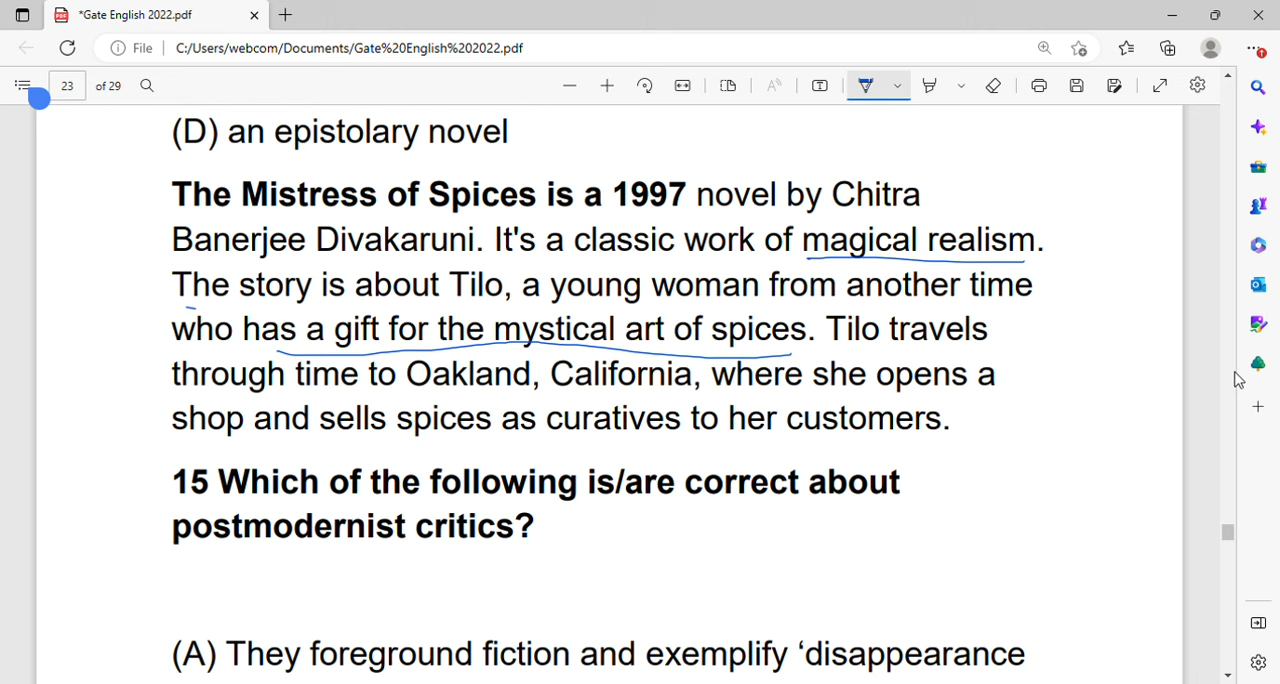 *Gate English 2022.pdf
File C:/Users/webcom/Documents/Gate%20English%202022.pdf
23 of 29
(D) an epistolary novel
The Mistress of Spices is a 1997 novel by Chitra
Banerjee Divakaruni. It's a classic work of magical realism.
The story is about Tilo, a young woman from another time
who has a gift for the mystical art of spices. Tilo travels
through time to Oakland, California, where she opens a
shop and sells spices as curatives to her customers.
15 Which of the following is/are correct about
postmodernist critics?
(A) They foreground fiction and exemplify ‘disappearance